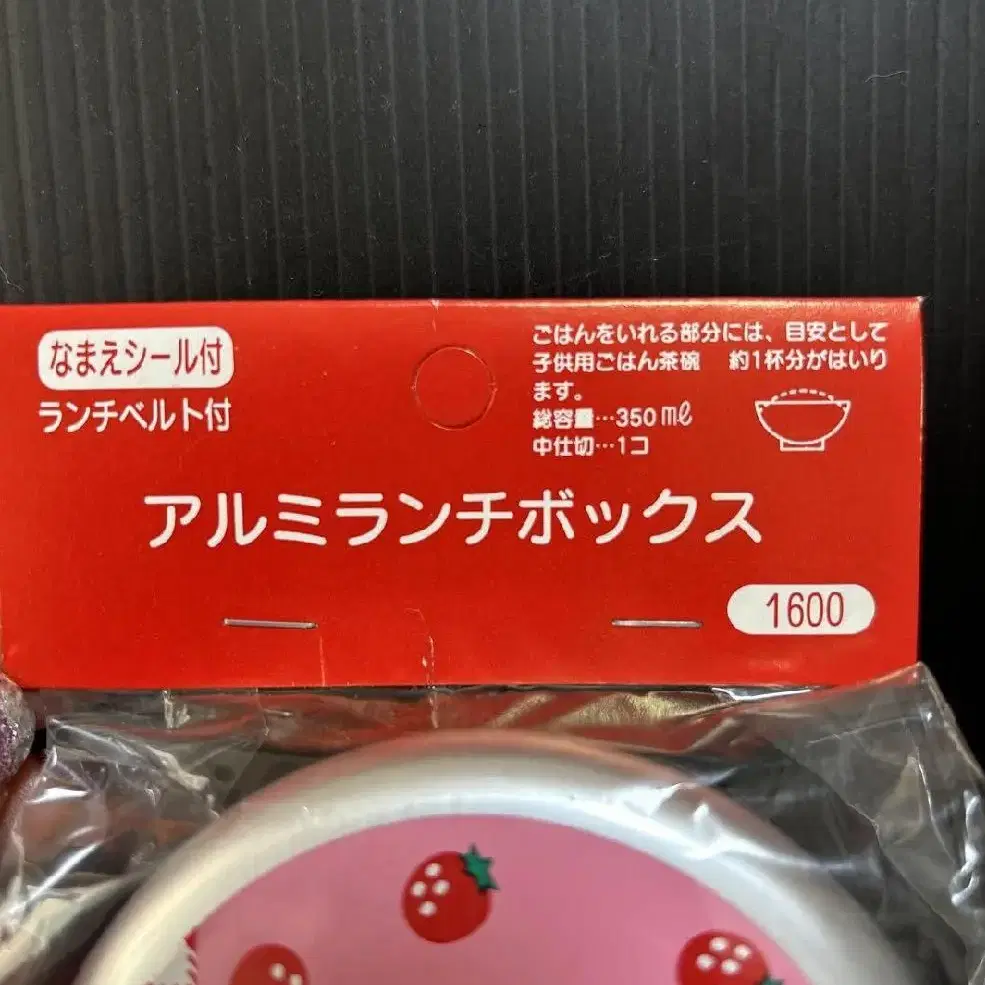 なまえシール付
ランチベルト付
ごはんをいれる部分には、目安として
子供用ごはん茶碗 約1杯分がはいり
ます。
総容量…350㎖
中仕切…1コ
アルミランチボックス
1600